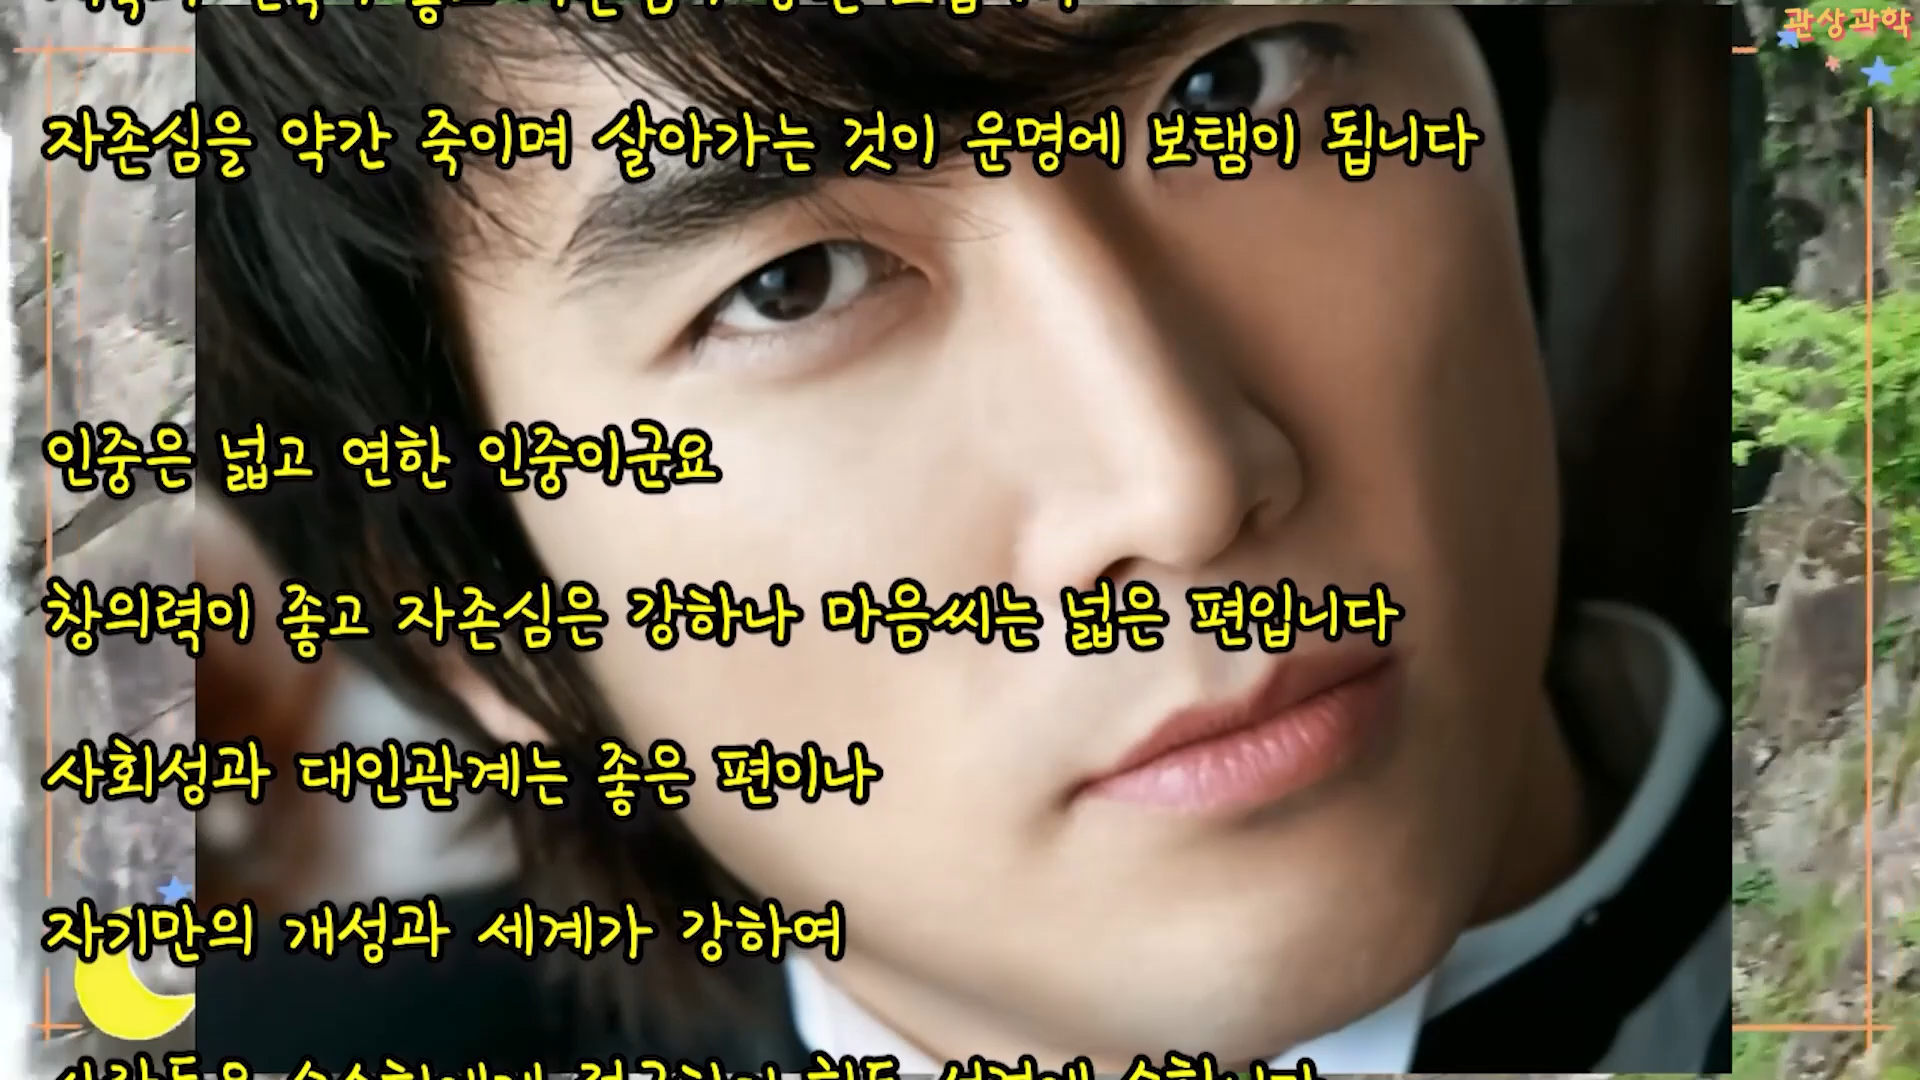 관상과학
자존심을 약간 죽이며 살아가는 것이 운명에 보탬이 됩니다
인중은 넓고 연한 인중이군요
창의력이 좋고 자존심은 강하나 마음씨는 넓은 편입니다
사회성과 대인관계는 좋은 편이나
자기만의 개성과 세계가 강하여